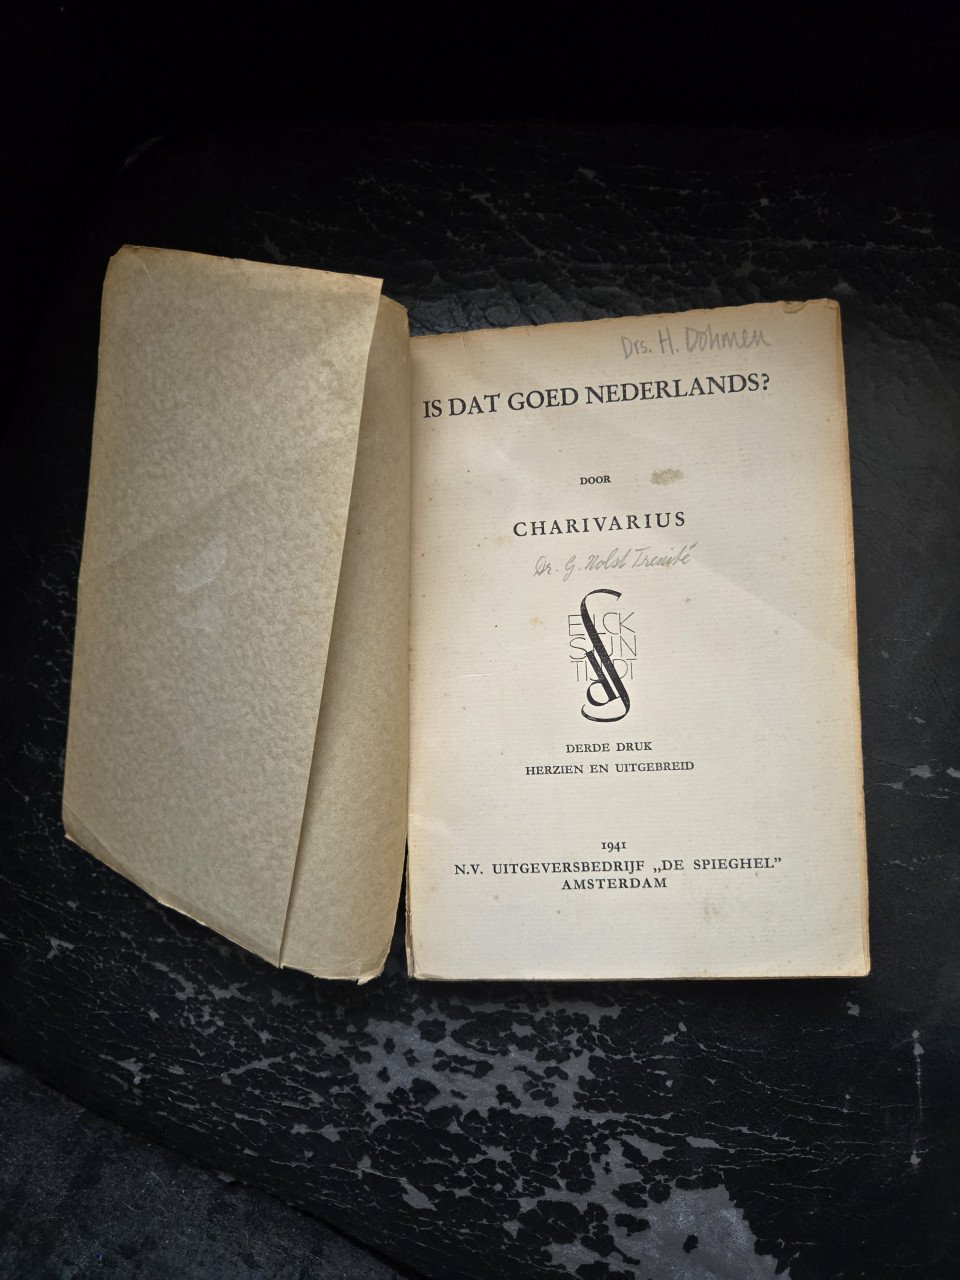 Drs. H. Dohmen
IS DAT GOED NEDERLANDS?
DOOR
CHARIVARIUS
Dr. G. Nolst Trenité
ELCK
SIJN
TIJDT
DERDE DRUK
HERZIEN EN UITGEBREID
1941
N.V. UITGEVERSBEDRIJF „DE SPIEGHEL”
AMSTERDAM